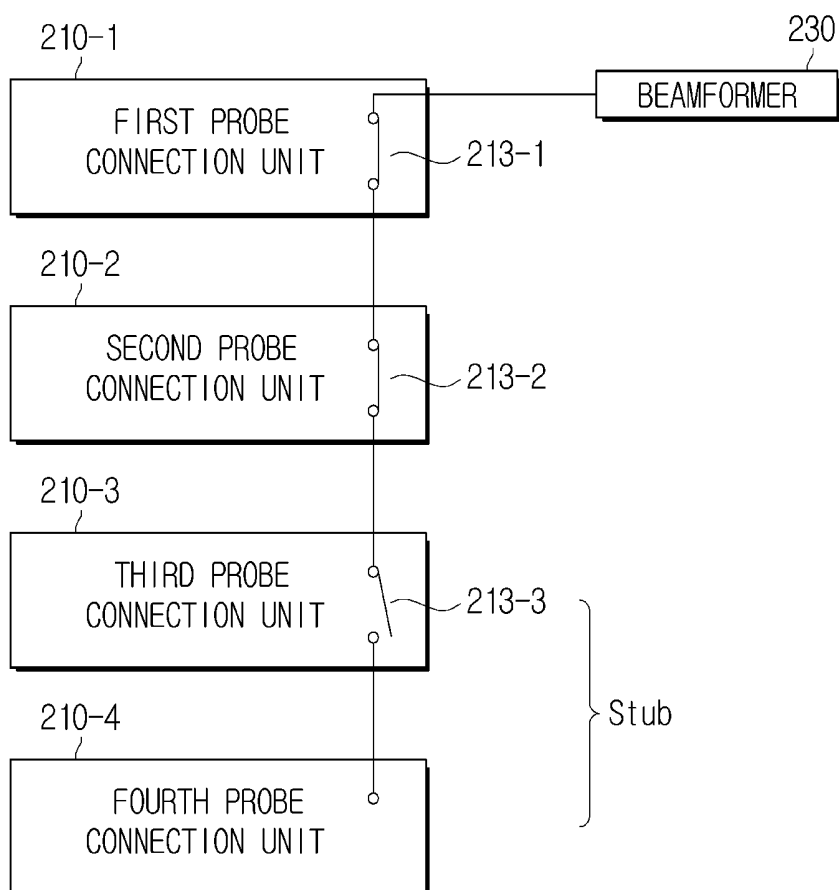 210-1
230
FIRST PROBE
CONNECTION UNIT
BEAMFORMER
213-1
210-2
SECOND PROBE
CONNECTION UNIT
213-2
210-3
THIRD PROBE
CONNECTION UNIT
213-3
Stub
210-4
FOURTH PROBE
CONNECTION UNIT